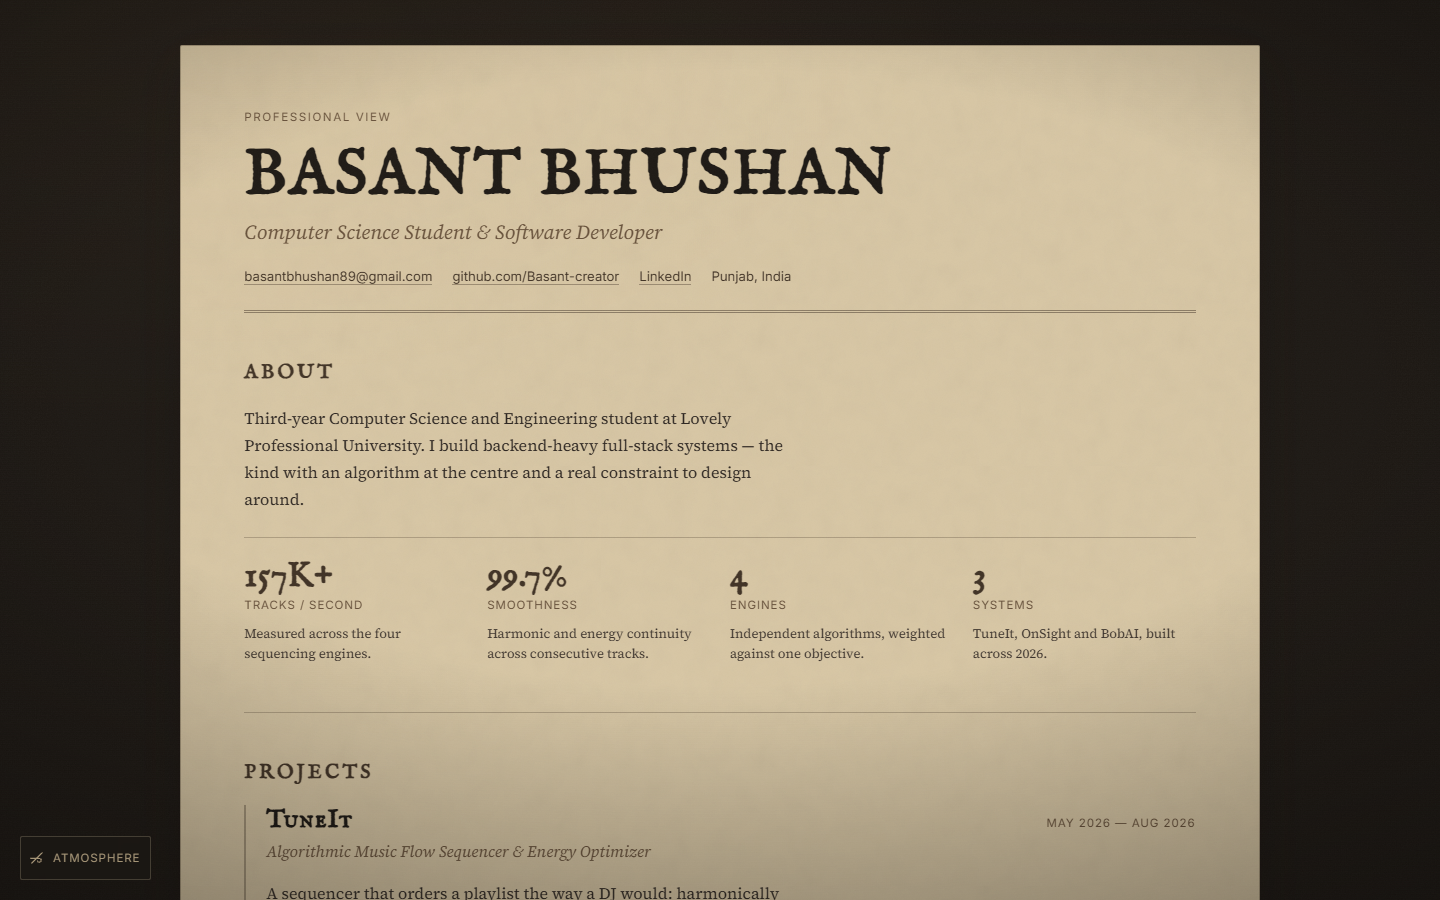 PROFESSIONAL VIEW
BASANT BHUSHAN
Computer Science Student & Software Developer
basantbhushan89@gmail.com github.com/Basant-creator LinkedIn Punjab, India
ABOUT
Third-year Computer Science and Engineering student at Lovely
Professional University. I build backend-heavy full-stack systems — the
kind with an algorithm at the centre and a real constraint to design
around.
157K+ 99.7% 4 3
TRACKS / SECOND SMOOTHNESS ENGINES SYSTEMS
Measured across the four Harmonic and energy continuity Independent algorithms, weighted TuneIt, OnSight and BobAI, built
sequencing engines. across consecutive tracks. against one objective. across 2026.
PROJECTS
TuneIt MAY 2026 — AUG 2026
Algorithmic Music Flow Sequencer & Energy Optimizer
A sequencer that orders a playlist the way a DJ would: harmonically
ATMOSPHERE